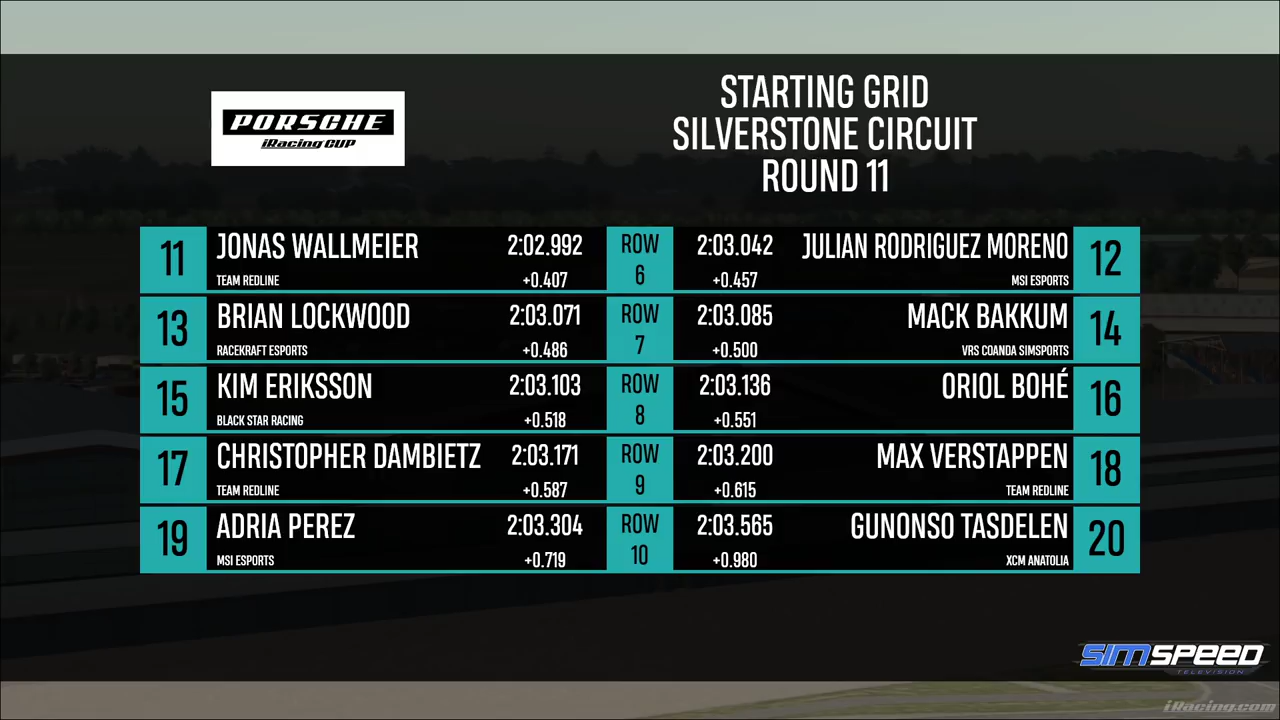 PORSCHE
iRacing CUP
STARTING GRID
SILVERSTONE CIRCUIT
ROUND 11
11 JONAS WALLMEIER 2:02.992 ROW 2:03.042 JULIAN RODRIGUEZ MORENO 12
TEAM REDLINE +0.407 6 +0.457 MSI ESPORTS
13 BRIAN LOCKWOOD 2:03.071 ROW 2:03.085 MACK BAKKUM 14
RACEKRAFT ESPORTS +0.486 7 +0.500 VRS COANDA SIMSPORTS
15 KIM ERIKSSON 2:03.103 ROW 2:03.136 ORIOL BOHÉ 16
BLACK STAR RACING +0.518 8 +0.551
17 CHRISTOPHER DAMBIETZ 2:03.171 ROW 2:03.200 MAX VERSTAPPEN 18
TEAM REDLINE +0.587 9 +0.615 TEAM REDLINE
19 ADRIA PEREZ 2:03.304 ROW 2:03.565 GUNONSO TASDELEN 20
MSI ESPORTS +0.719 10 +0.980 XCM ANATOLIA
SIMSPEED
TELEVISION
iRacing.com